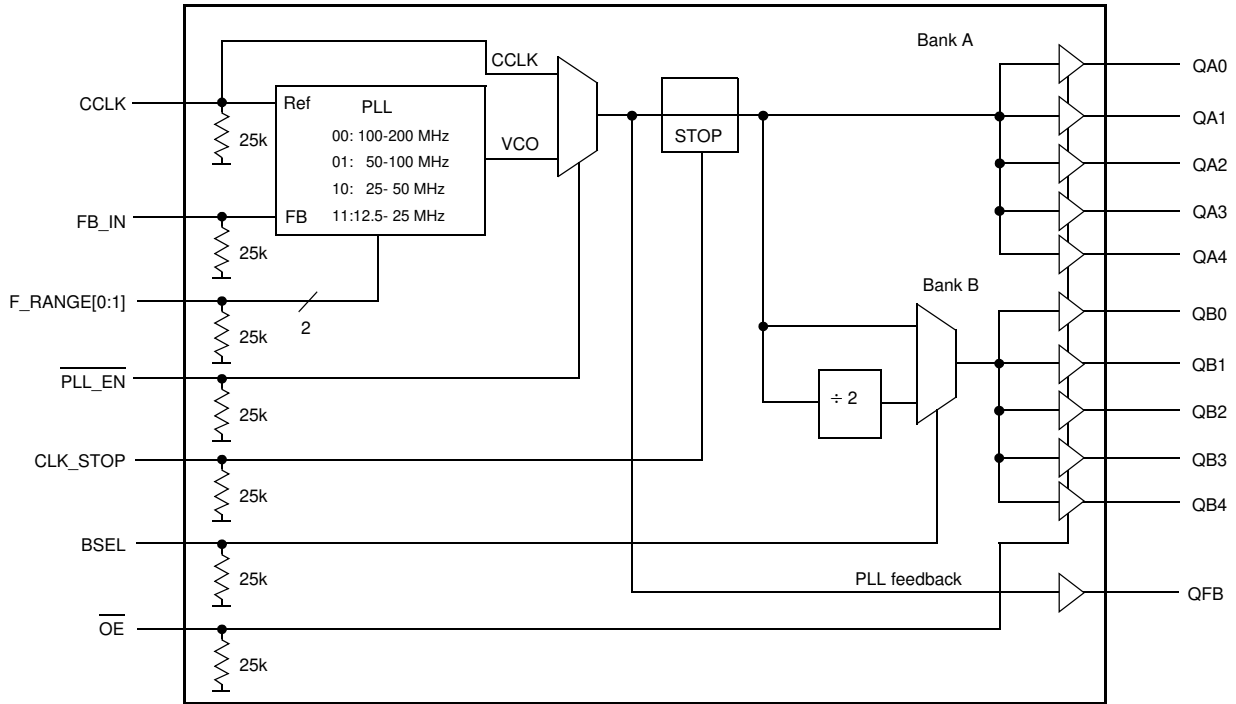 Bank A
QA0
CCLK
CCLK
Ref
PLL
25k
00: 100-200 MHz
01: 50-100 MHz
10: 25- 50 MHz
11:12.5- 25 MHz
VCO
STOP
QA1
QA2
FB_IN
FB
QA3
25k
QA4
Bank B
F_RANGE[0:1]
2
25k
QB0
QB1
PLL_EN
25k
÷ 2
QB2
CLK_STOP
25k
QB3
QB4
BSEL
25k
PLL feedback
QFB
OE
25k